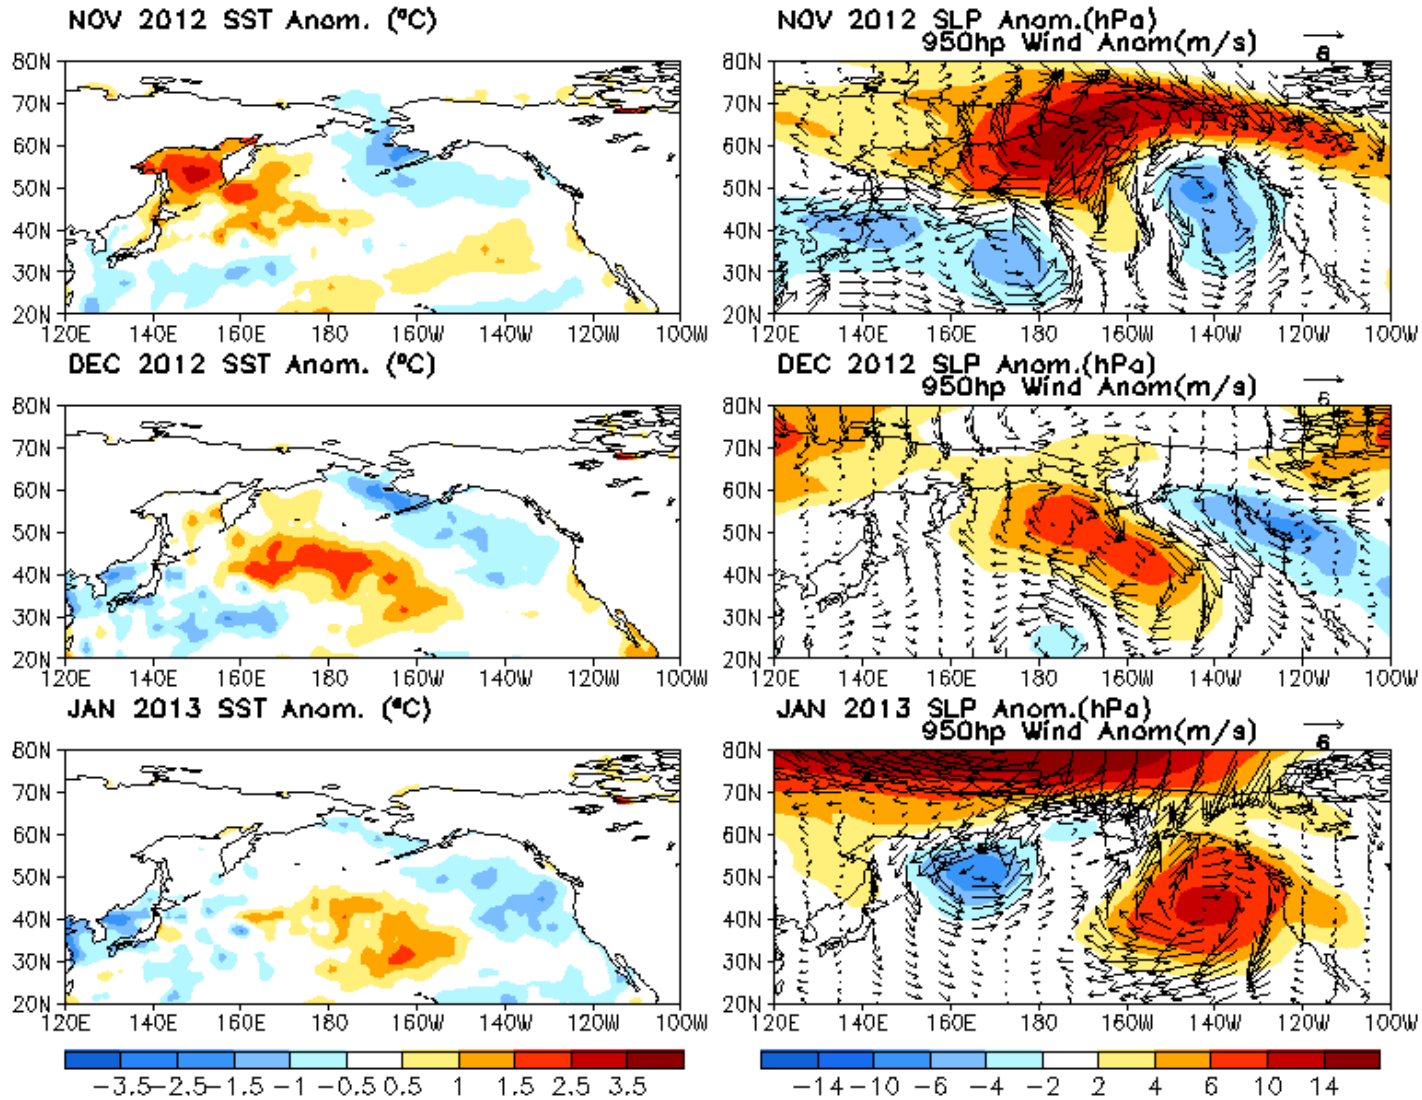 NOV 2012 SST Anom. (ºC)
NOV 2012 SLP Anom.(hPa)
950hp Wind Anom(m/s)
80N
70N
60N
50N
40N
30N
20N
120E 140E 160E 180 160W 140W 120W 100W
80N
70N
60N
50N
40N
30N
20N
120E 140E 160E 180 160W 140W 120W 100W
DEC 2012 SST Anom. (ºC)
DEC 2012 SLP Anom.(hPa)
950hp Wind Anom(m/s)
6
80N
70N
60N
50N
40N
30N
20N
120E 140E 160E 180 160W 140W 120W 100W
80N
70N
60N
50N
40N
30N
20N
120E 140E 160E 180 160W 140W 120W 100W
JAN 2013 SST Anom. (ºC)
JAN 2013 SLP Anom.(hPa)
950hp Wind Anom(m/s)
6
80N
70N
60N
50N
40N
30N
20N
120E 140E 160E 180 160W 140W 120W 100W
80N
70N
60N
50N
40N
30N
20N
120E 140E 160E 180 160W 140W 120W 100W
-3.5 -2.5 -1.5 -1 -0.5 0.5 1 1.5 2.5 3.5
-14 -10 -6 -4 -2 2 4 6 10 14